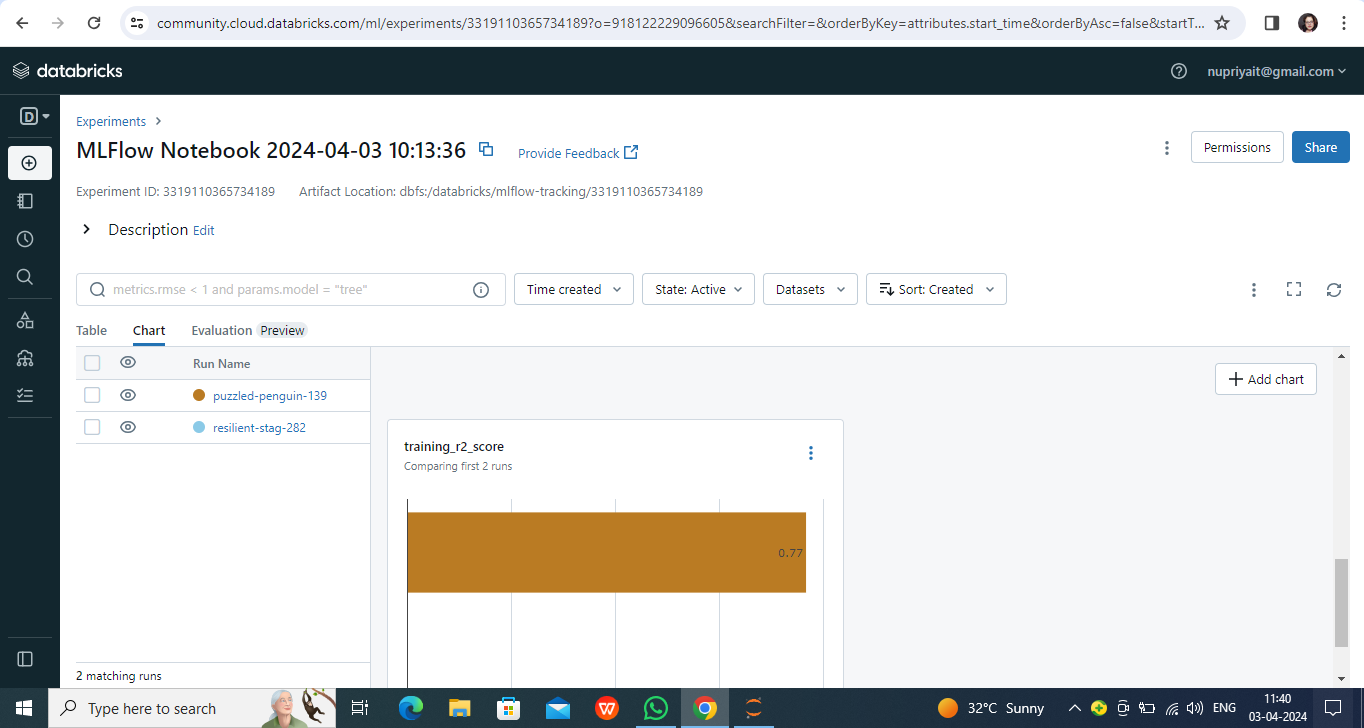 community.cloud.databricks.com/ml/experiments/3319110365734189?o=918122229096605&searchFilter=&orderByKey=attributes.start_time&orderByAsc=false&startT...
databricks
nupriyait@gmail.com
D
Experiments >
MLFlow Notebook 2024-04-03 10:13:36
Provide Feedback
Permissions
Share
Experiment ID: 3319110365734189
Artifact Location: dbfs:/databricks/mlflow-tracking/3319110365734189
Description Edit
metrics.rmse < 1 and params.model = "tree"
Time created
State: Active
Datasets
Sort: Created
Table
Chart
Evaluation Preview
Run Name
puzzled-penguin-139
resilient-stag-282
2 matching runs
+ Add chart
training_r2_score
Comparing first 2 runs
0.77
Type here to search
W
32°C Sunny
ENG
11:40
03-04-2024